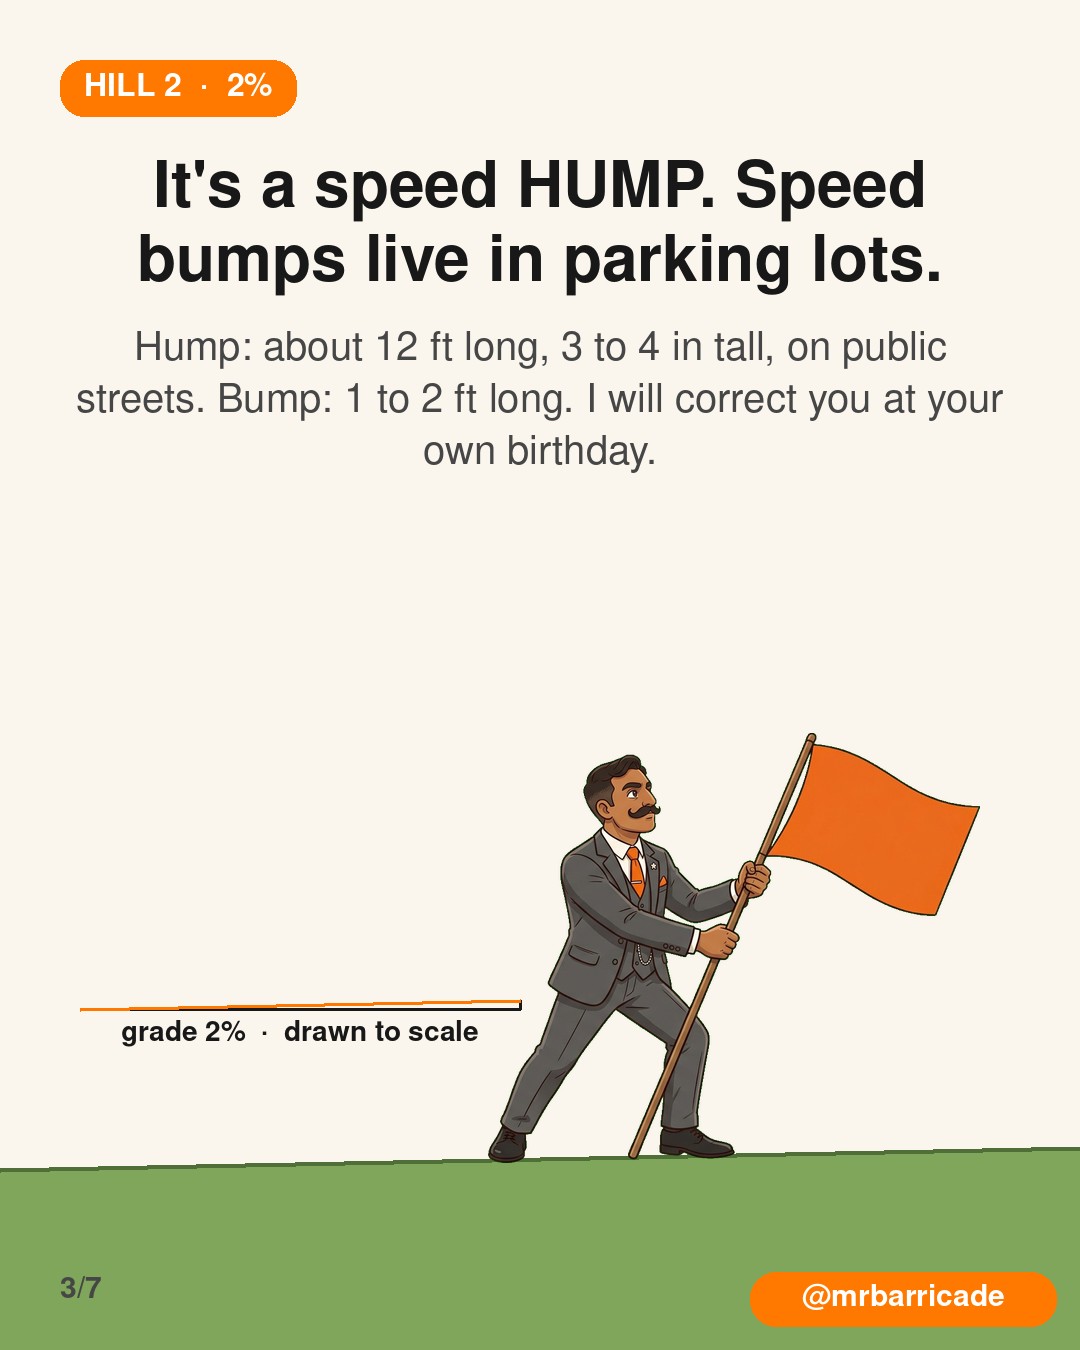 HILL 2 · 2%
It's a speed HUMP. Speed
bumps live in parking lots.
Hump: about 12 ft long, 3 to 4 in tall, on public
streets. Bump: 1 to 2 ft long. I will correct you at your
own birthday.
grade 2% · drawn to scale
3/7
@mrbarricade